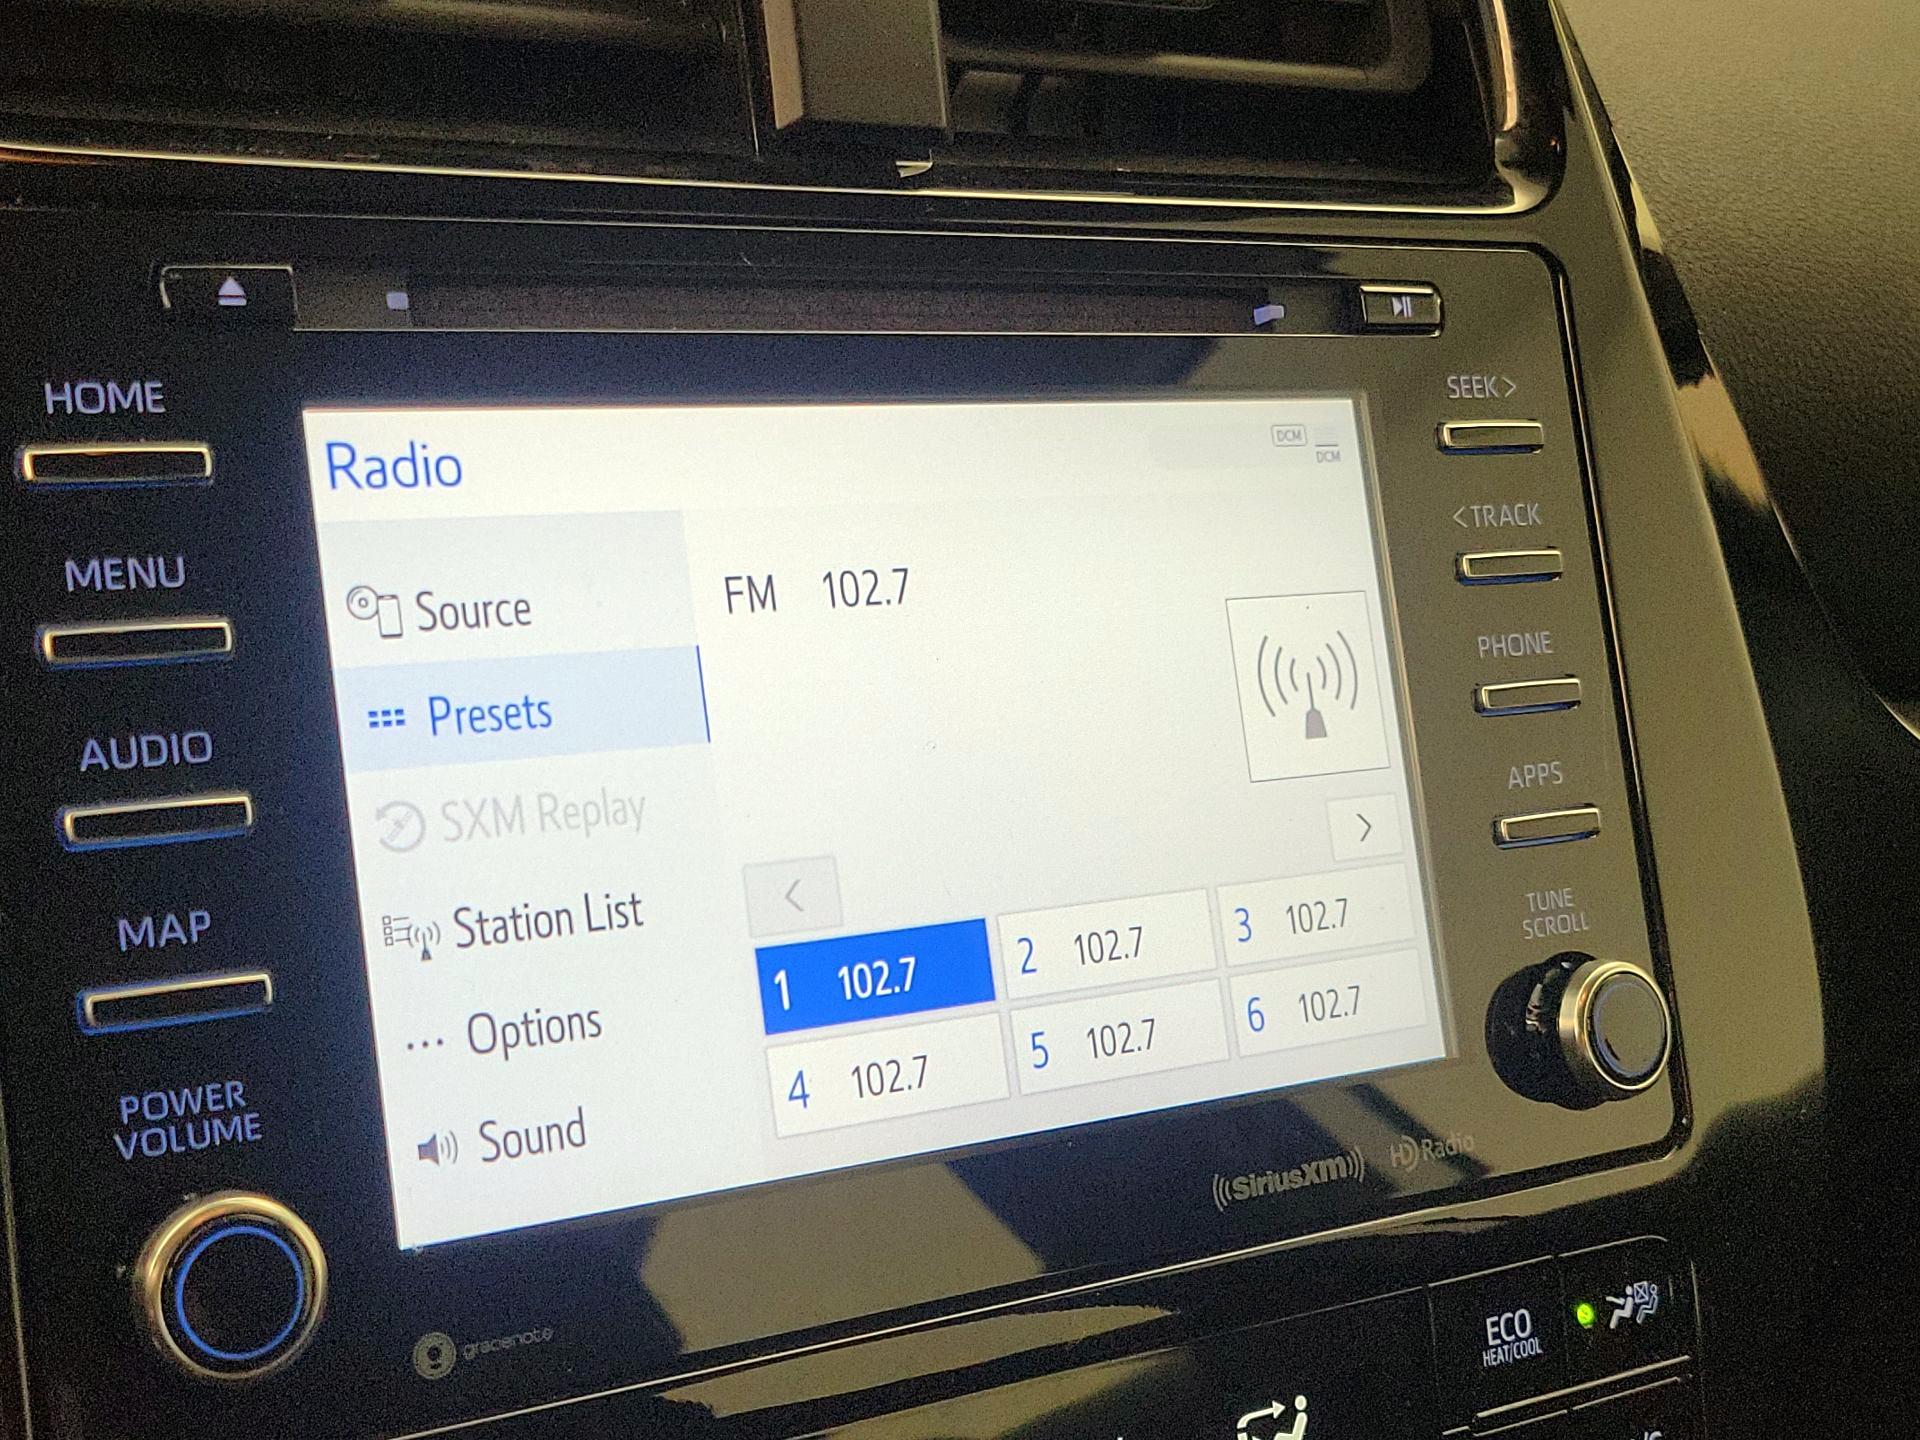 HOME
MENU
AUDIO
MAP
POWER
VOLUME
Radio
DCM
DCM
Source
Presets
SXM Replay
Station List
... Options
Sound
FM 102.7
<
>
1 102.7
2 102.7
3 102.7
4 102.7
5 102.7
6 102.7
SEEK>
<TRACK
PHONE
APPS
TUNE
SCROLL
gracenote
((SiriusXM))
HD Radio
ECO
HEAT/COOL